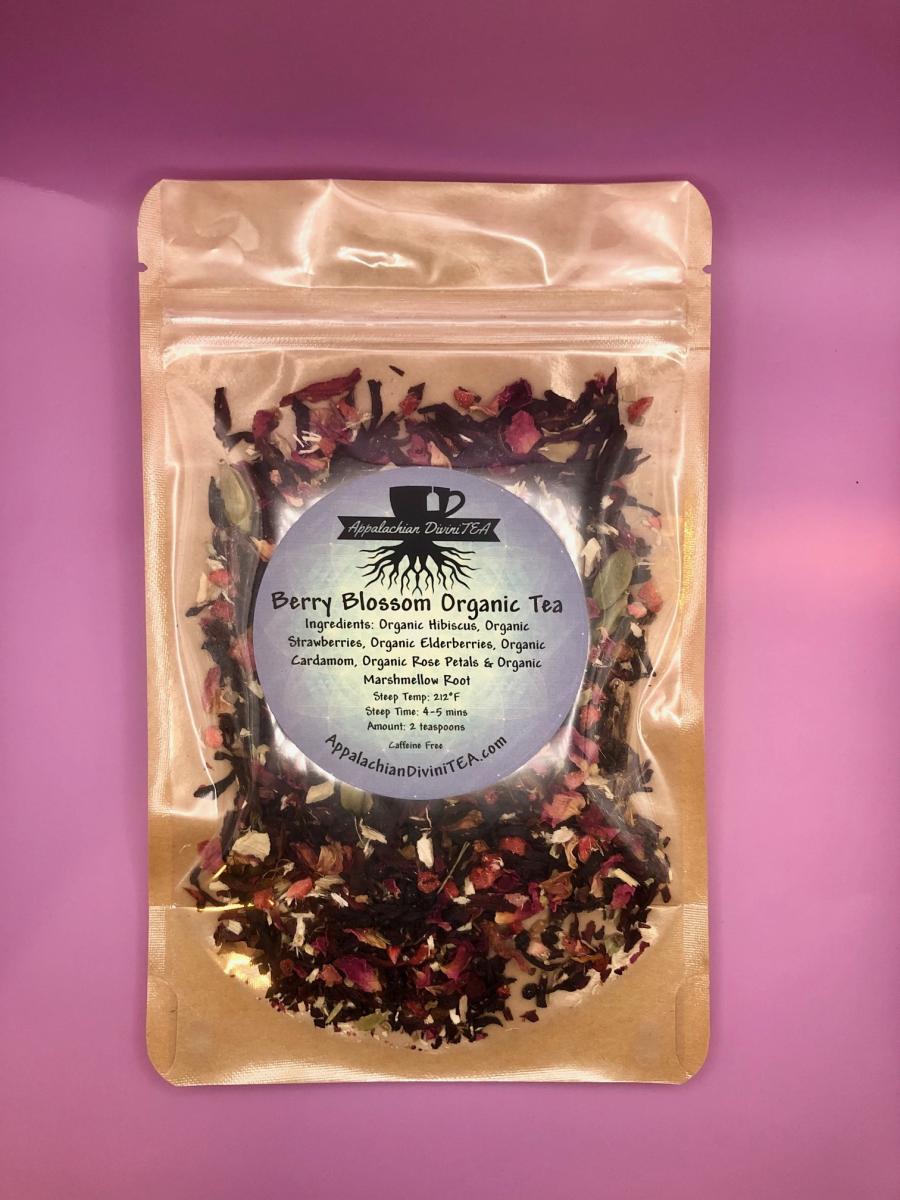 Appalachian DiviniTEA
Berry Blossom Organic Tea
Ingredients: Organic Hibiscus, Organic
Strawberries, Organic Elderberries, Organic
Cardamom, Organic Rose Petals & Organic
Marshmellow Root
Steep Temp: 212°F
Steep Time: 4-5 mins
Amount: 2 teaspoons
Caffeine Free
AppalachianDiviniTEA.com